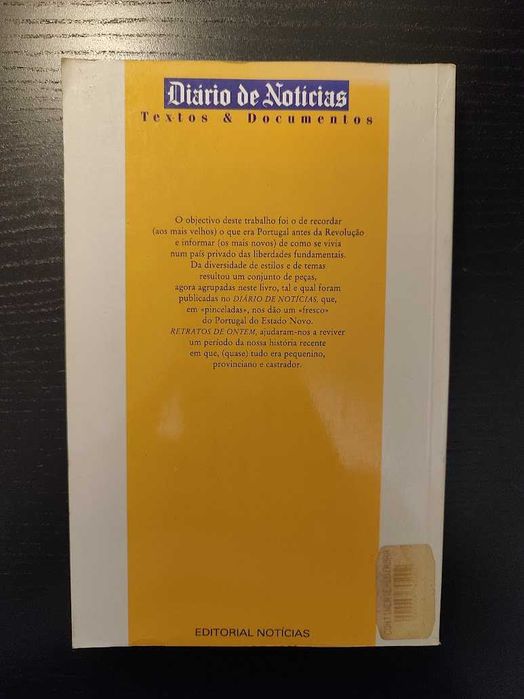 Diário de Notícias
Textos & Documentos
O objectivo deste trabalho foi o de recordar
(aos mais velhos) o que era Portugal antes da Revolução
e informar (os mais novos) de como se vivia
num país privado das liberdades fundamentais.
Da diversidade de estilos e de temas
resultou um conjunto de peças,
agora agrupadas neste livro, tal e qual foram
publicadas no DIÁRIO DE NOTÍCIAS, que,
em «pinceladas», nos dão um «fresco»
do Portugal do Estado Novo.
RETRATOS DE ONTEM, ajudaram-nos a reviver
um período da nossa história recente
em que, (quase) tudo era pequenino,
provinciano e castrador.
EDITORIAL NOTÍCIAS